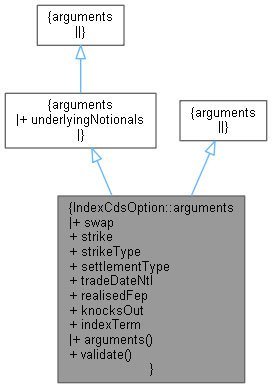 {arguments
||}
{arguments
|+ underlyingNotionals
|}
{arguments
||}
{IndexCdsOption::arguments
|+ swap
+ strike
+ strikeType
+ settlementType
+ tradeDateNtl
+ realisedFep
+ knocksOut
+ indexTerm
|+ arguments()
+ validate()
}